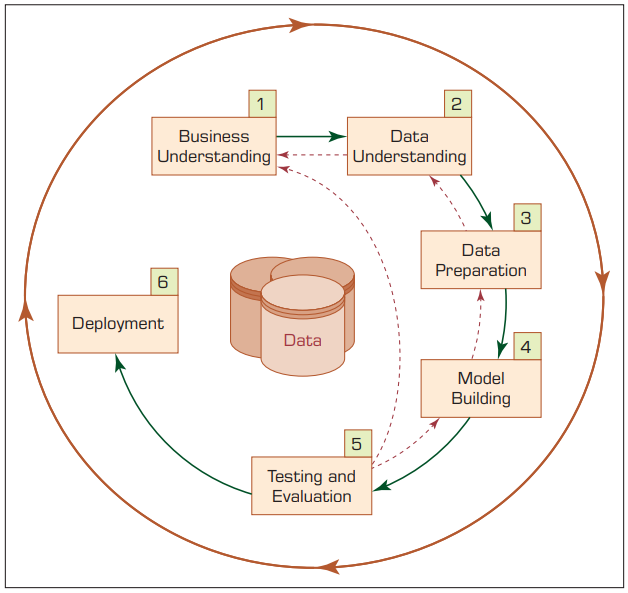 1
Business
Understanding
2
Data
Understanding
3
Data
Preparation
4
Model
Building
5
Testing and
Evaluation
6
Deployment
Data